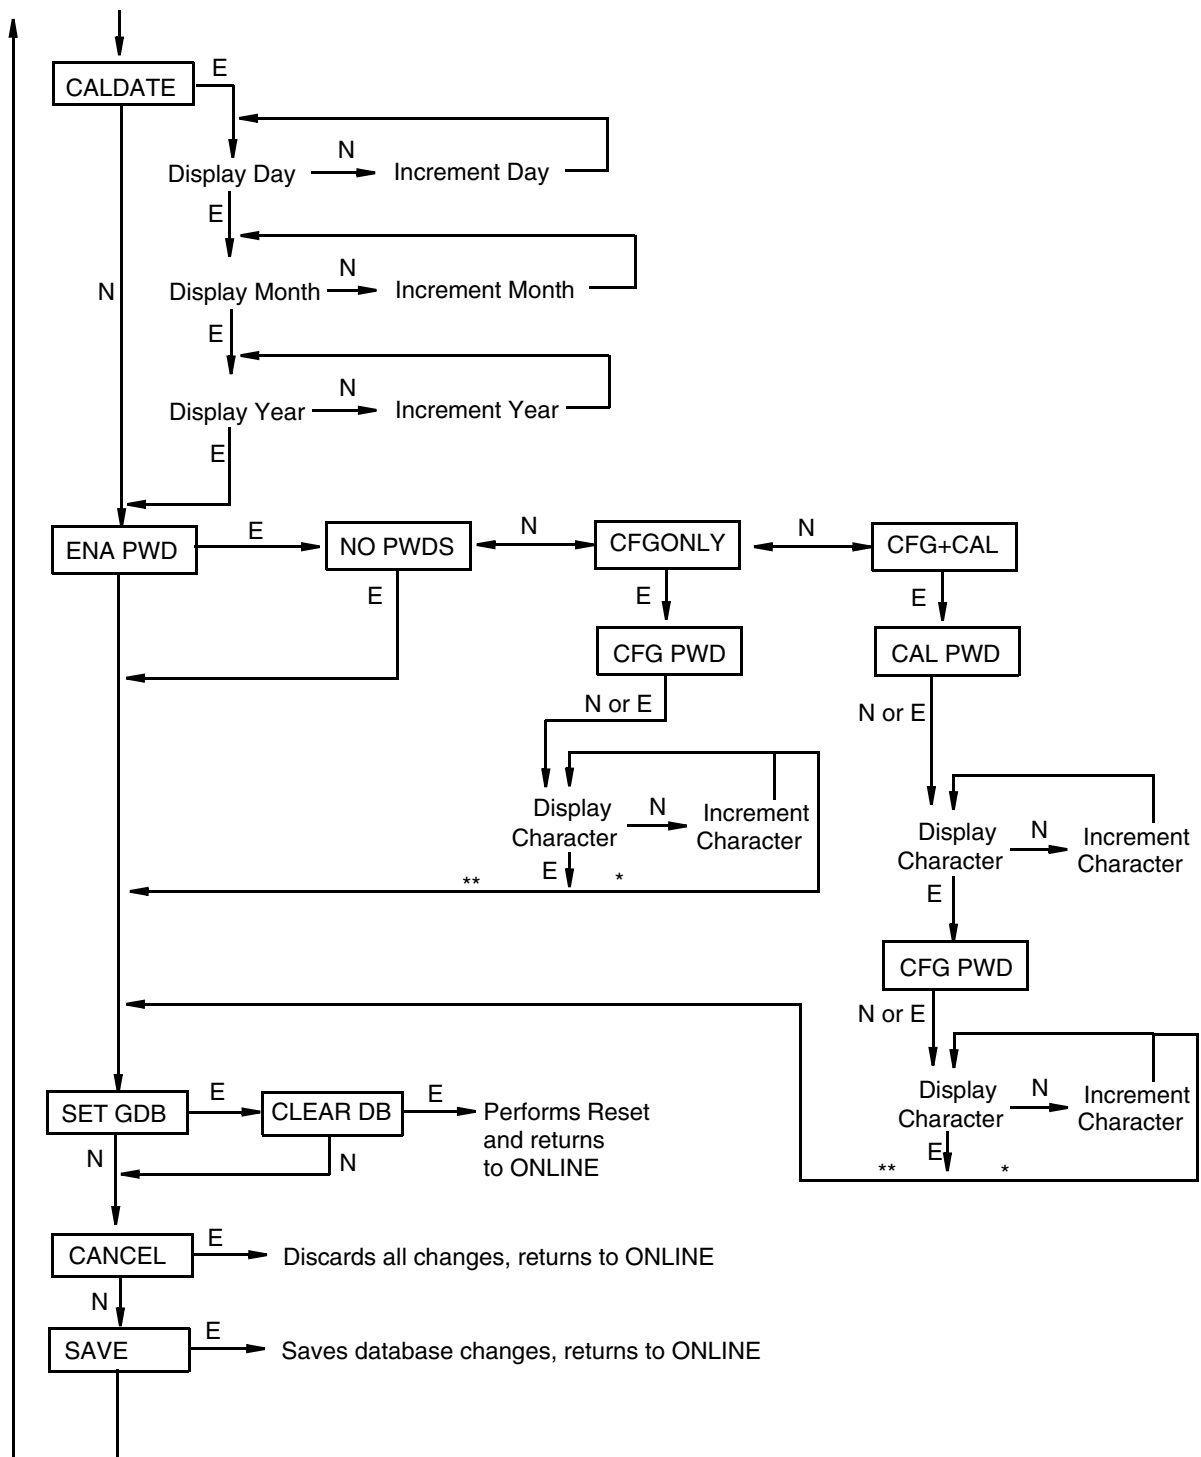 CALDATE
E
Display Day
N
Increment Day
E
N
Display Month
N
Increment Month
E
Display Year
N
Increment Year
E
ENA PWD
E
NO PWDS
N
CFGONLY
N
CFG+CAL
E
E
E
CFG PWD
CAL PWD
N or E
N or E
Display
Character
N
Increment
Character
E
**
*
Display
Character
N
Increment
Character
E
CFG PWD
N or E
Display
Character
N
Increment
Character
E
**
*
SET GDB
E
CLEAR DB
E
Performs Reset
and returns
to ONLINE
N
N
CANCEL
E
Discards all changes, returns to ONLINE
N
SAVE
E
Saves database changes, returns to ONLINE